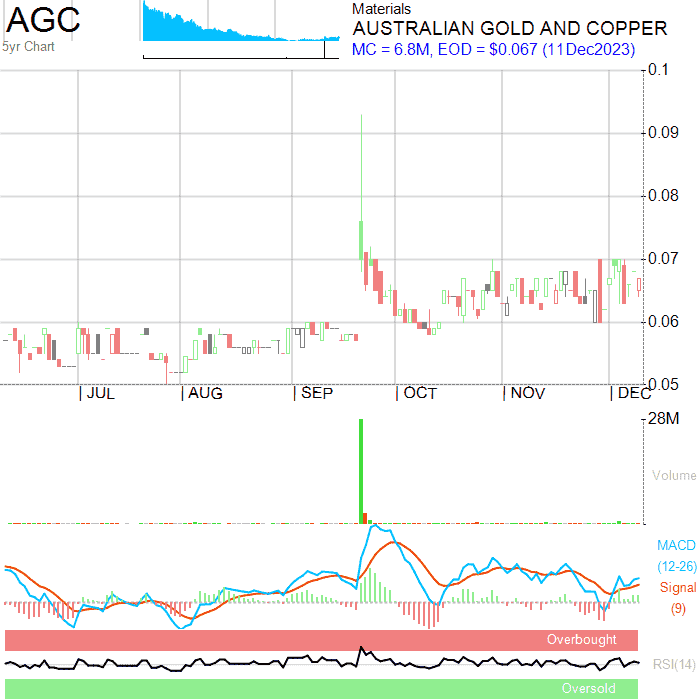 AGC
5yr Chart
Materials
AUSTRALIAN GOLD AND COPPER
MC = 6.8M, EOD = $0.067 (11Dec2023)
0.1
0.09
0.08
0.07
0.06
0.05
JUL AUG SEP OCT NOV DEC
28M
Volume
MACD
(12-26)
Signal
(9)
Overbought
RSI(14)
Oversold